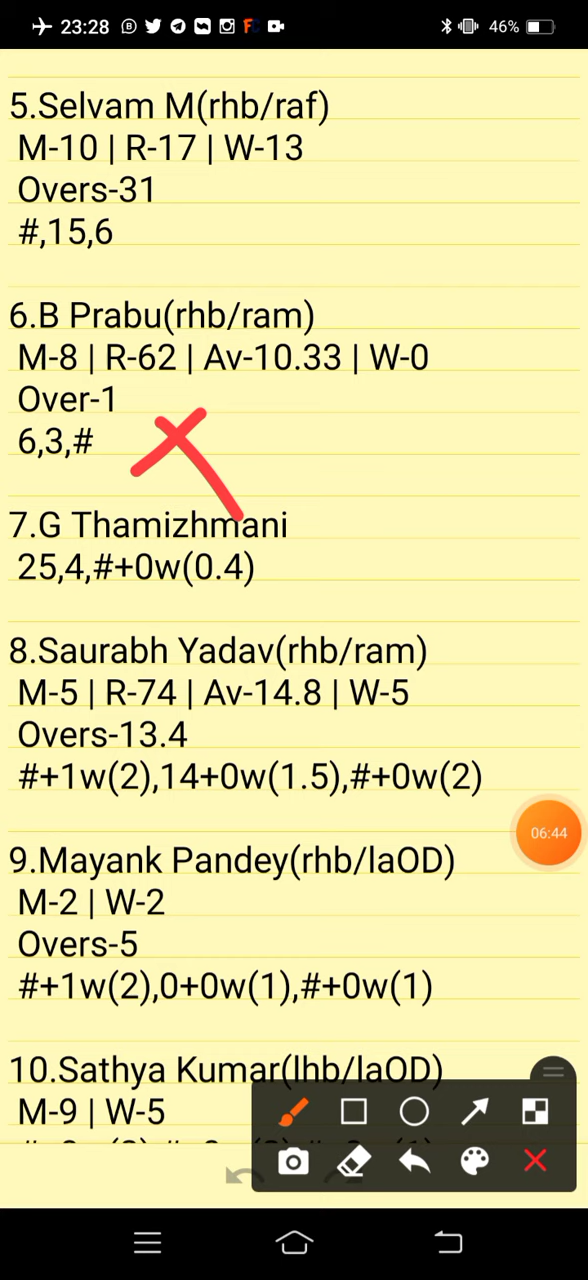 23:28
46%
5.Selvam M(rhb/raf)
M-10 | R-17 | W-13
Overs-31
#,15,6
6.B Prabu(rhb/ram)
M-8 | R-62 | Av-10.33 | W-0
Over-1
6,3,#
7.G Thamizhmani
25,4,#+0w(0.4)
8.Saurabh Yadav(rhb/ram)
M-5 | R-74 | Av-14.8 | W-5
Overs-13.4
#+1w(2),14+0w(1.5),#+0w(2)
06:44
9.Mayank Pandey(rhb/laOD)
M-2 | W-2
Overs-5
#+1w(2),0+0w(1),#+0w(1)
10.Sathya Kumar(lhb/laOD)
M-9 | W-5